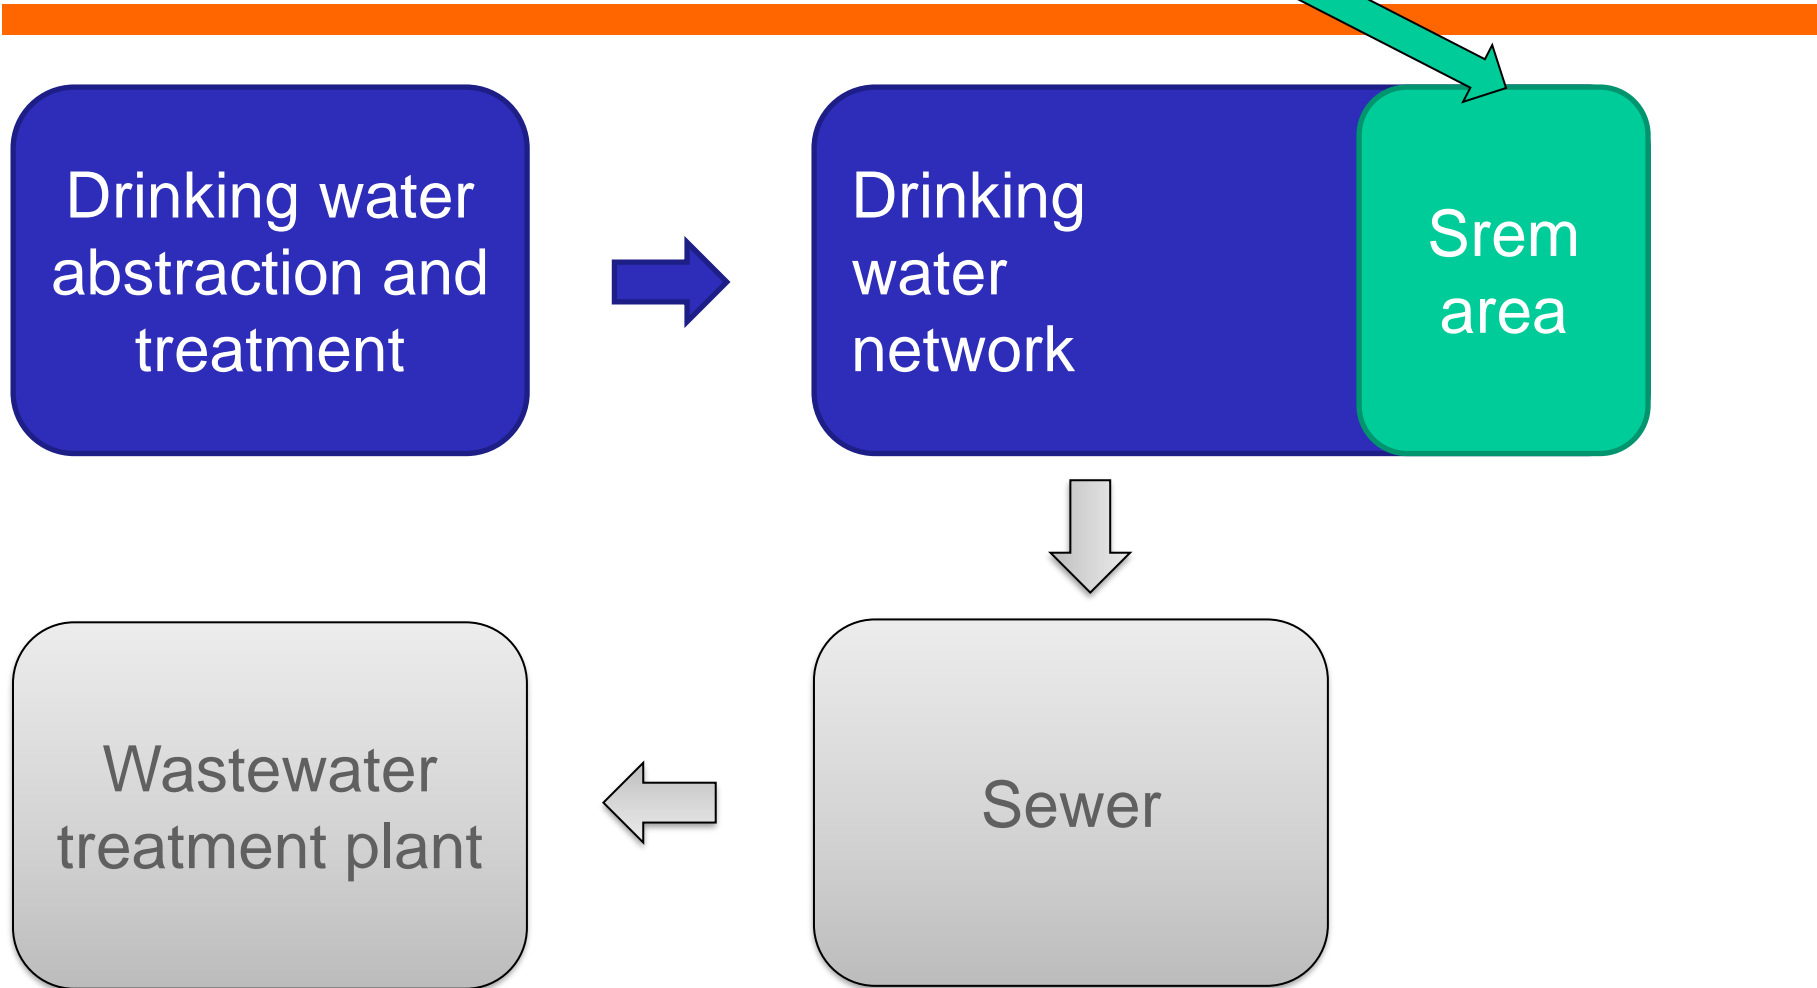 Drinking water
abstraction and
treatment
Drinking
water
network
Srem
area
Wastewater
treatment plant
Sewer